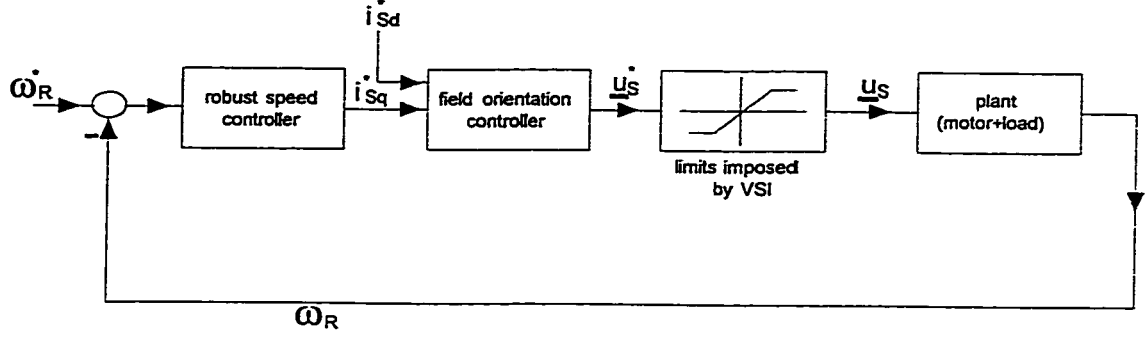 i*Sd
ω*R
robust speed
controller
i*Sq
field orientation
controller
u*S
uS
plant
(motor+load)
-
limits imposed
by VSI
ωR